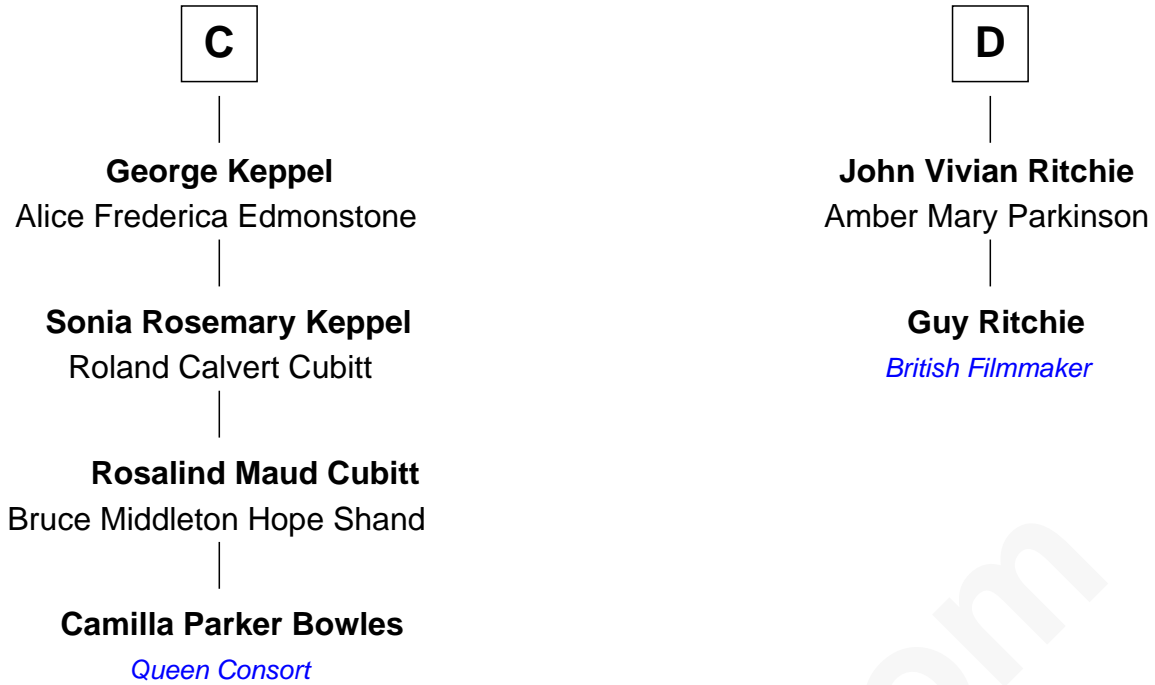 C
George Keppel
Alice Frederica Edmonstone
Sonia Rosemary Keppel
Roland Calvert Cubitt
Rosalind Maud Cubitt
Bruce Middleton Hope Shand
Camilla Parker Bowles
Queen Consort
D
John Vivian Ritchie
Amber Mary Parkinson
Guy Ritchie
British Filmmaker
om